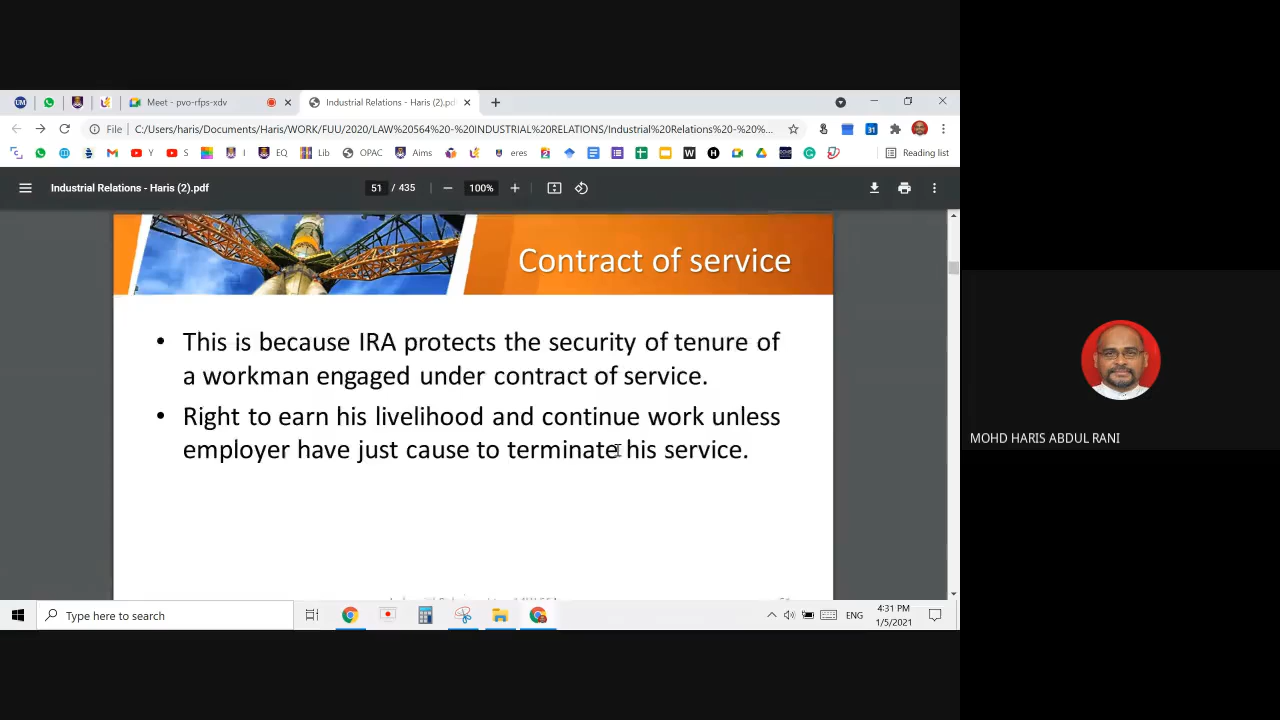 Meet - pvo-rfps-xdv
Industrial Relations - Haris (2).pd
File C:/Users/haris/Documents/Haris/WORK/FUU/2020/LAW%20564%20-%20INDUSTRIAL%20RELATIONS/Industrial%20Relations%20-%20%...
31
Y S I EQ Lib OPAC Aims eres Reading list
Industrial Relations - Haris (2).pdf 51 / 435 100%
Contract of service
• This is because IRA protects the security of tenure of
a workman engaged under contract of service.
• Right to earn his livelihood and continue work unless
employer have just cause to terminate his service.
MOHD HARIS ABDUL RANI
Type here to search
ENG
4:31 PM
1/5/2021